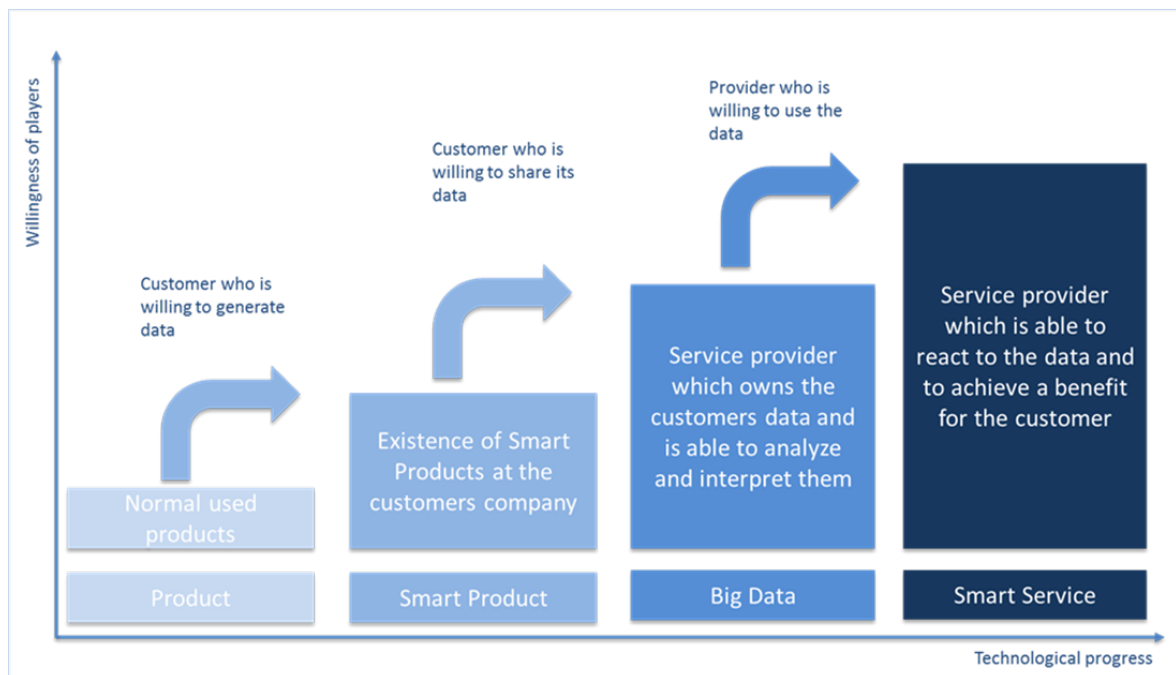 Willingness of players
Customer who is
willing to generate
data
Customer who is
willing to share its
data
Provider who is
willing to use the
data
Normal used
products
Existence of Smart
Products at the
customers company
Service provider
which owns the
customers data and
is able to analyze
and interpret them
Service provider
which is able to
react to the data and
to achieve a benefit
for the customer
Product
Smart Product
Big Data
Smart Service
Technological progress